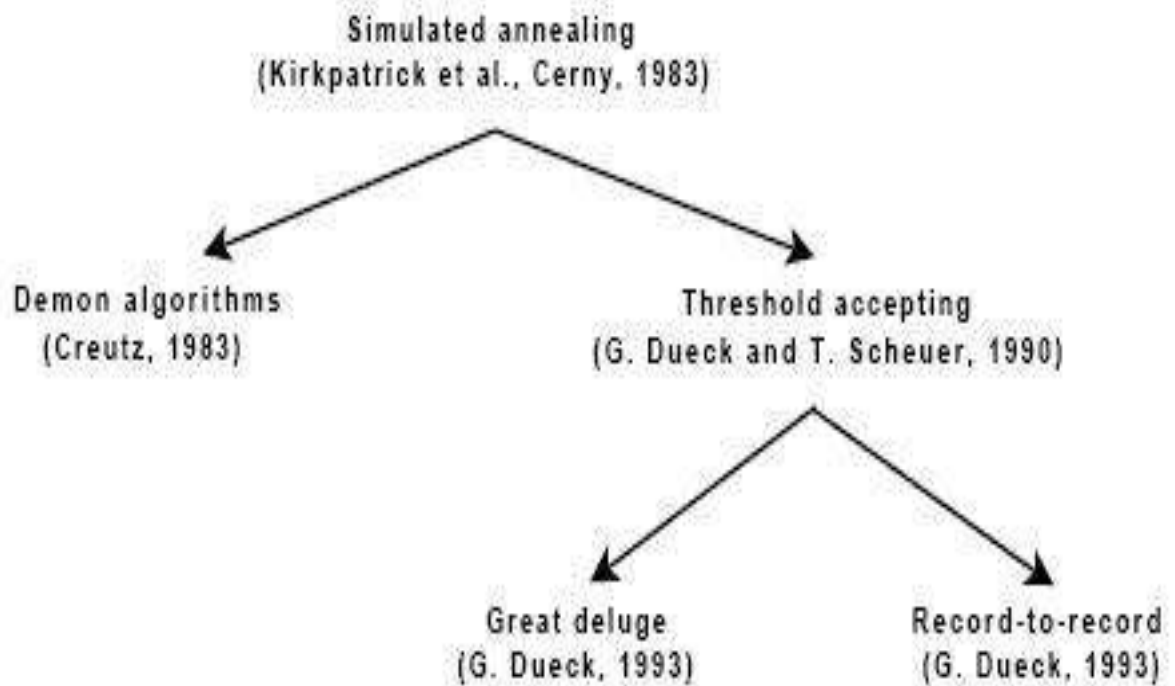 Simulated annealing
(Kirkpatrick et al., Cerny, 1983)
Demon algorithms
(Creutz, 1983)
Threshold accepting
(G. Dueck and T. Scheuer, 1990)
Great deluge
(G. Dueck, 1993)
Record-to-record
(G. Dueck, 1993)